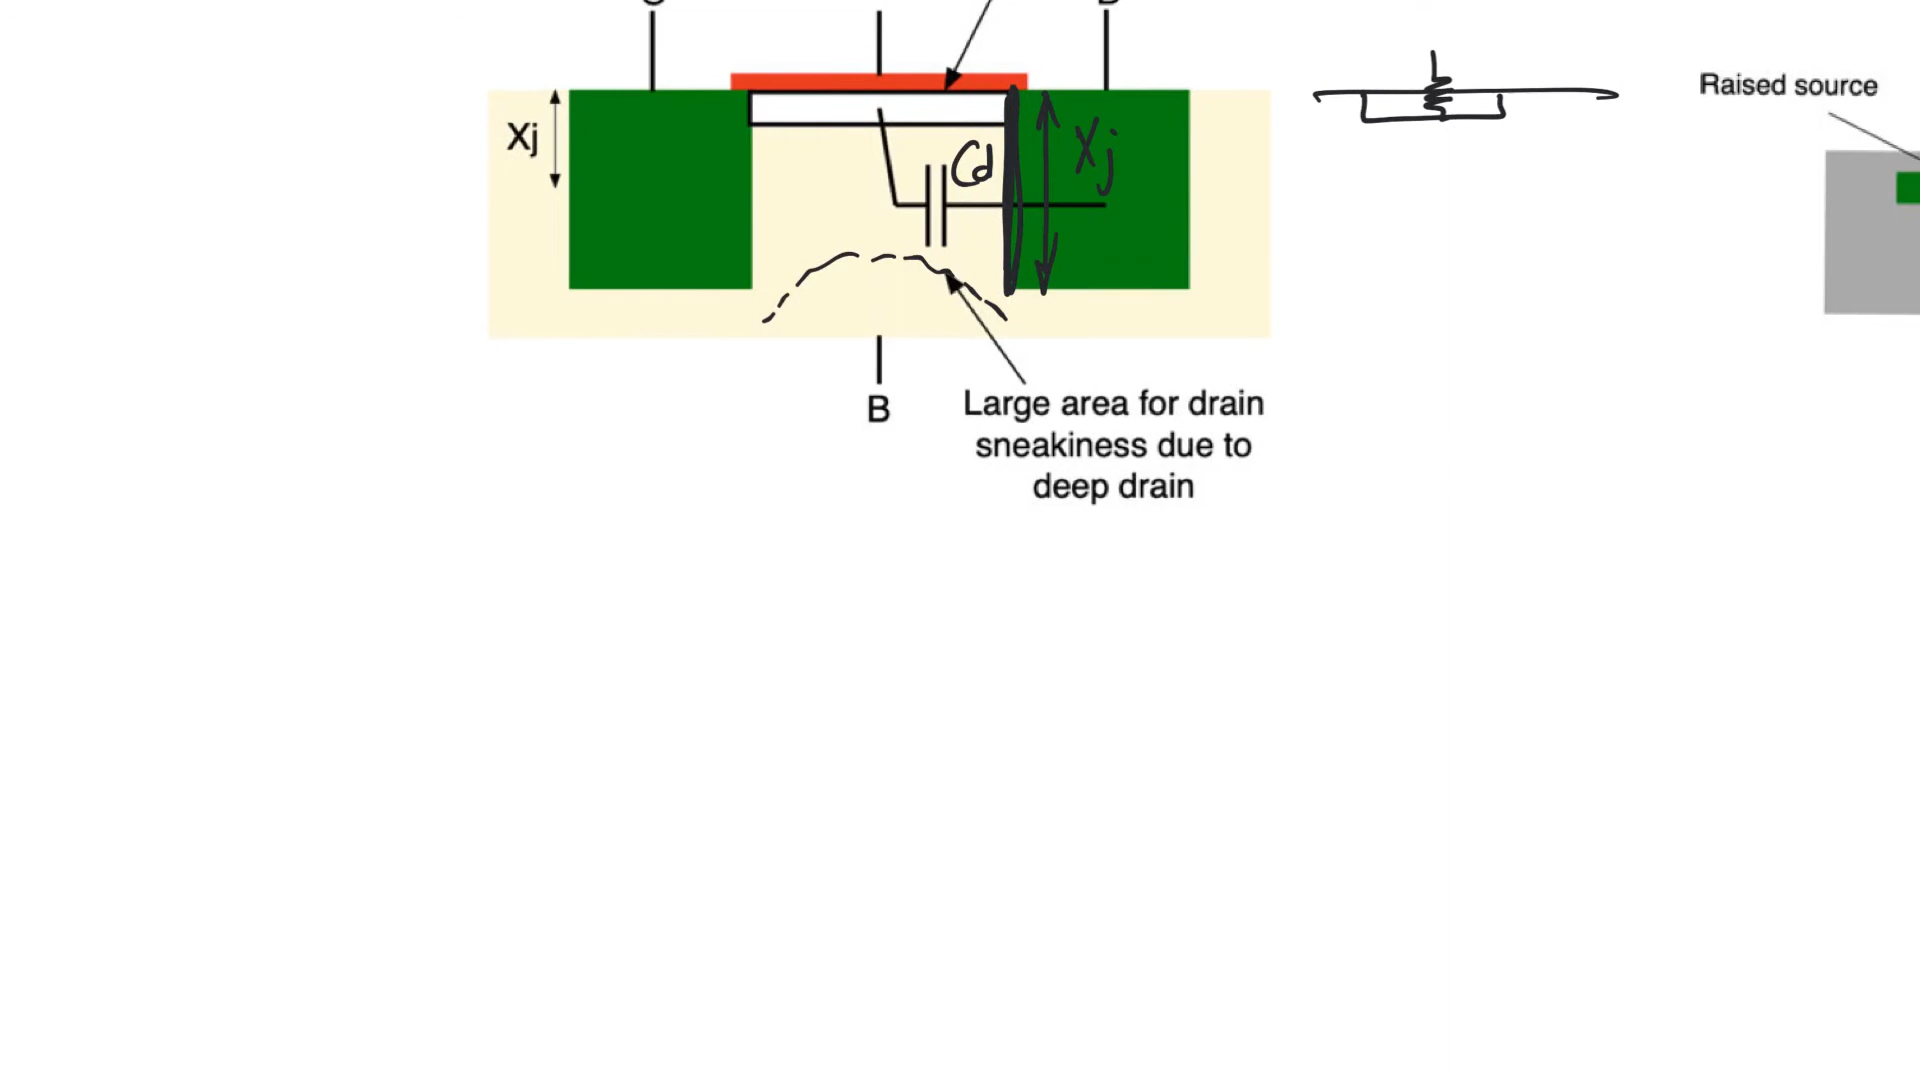 Raised source
Xj
Cd
Xj
B
Large area for drain
sneakiness due to
deep drain